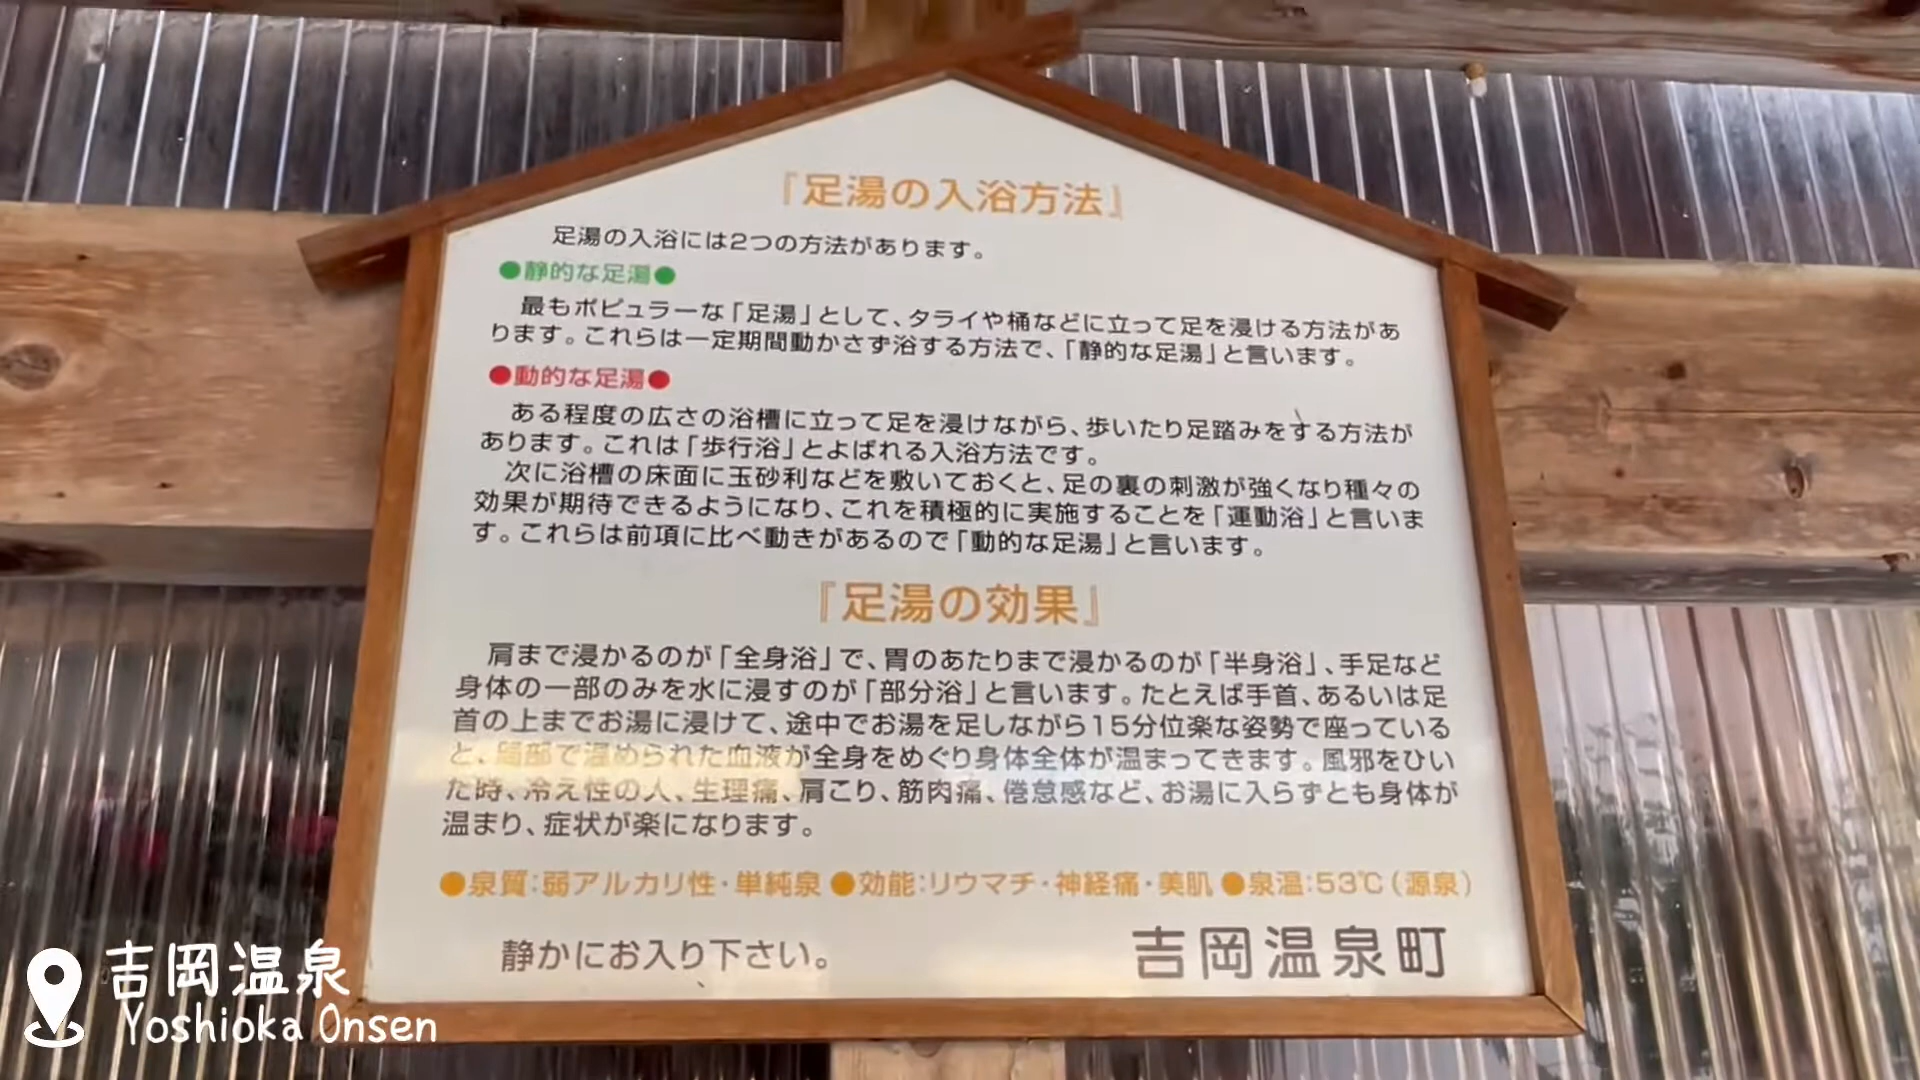 『足湯の入浴方法』
足湯の入浴には2つの方法があります。
●静的な足湯●
最もポピュラーな「足湯」として、タライや桶などに立って足を浸ける方法があ
ります。これらは一定期間動かさず浴する方法で、「静的な足湯」と言います。
●動的な足湯●
ある程度の広さの浴槽に立って足を浸けながら、歩いたり足踏みをする方法が
あります。これは「歩行浴」とよばれる入浴方法です。
次に浴槽の床面に玉砂利などを敷いておくと、足の裏の刺激が強くなり種々の
効果が期待できるようになり、これを積極的に実施することを「運動浴」と言いま
す。これらは前項に比べ動きがあるので「動的な足湯」と言います。
『足湯の効果』
肩まで浸かるのが「全身浴」で、胃のあたりまで浸かるのが「半身浴」、手足など
身体の一部のみを水に浸すのが「部分浴」と言います。たとえば手首、あるいは足
首の上までお湯に浸けて、途中でお湯を足しながら15分位楽な姿勢で座っている
と、局部で温められた血液が全身をめぐり身体全体が温まってきます。風邪をひい
た時、冷え性の人、生理痛、肩こり、筋肉痛、倦怠感など、お湯に入らずとも身体が
温まり、症状が楽になります。
●泉質:弱アルカリ性・単純泉 ●効能:リウマチ・神経痛・美肌 ●泉温:53℃(源泉)
静かにお入り下さい。
吉岡温泉町
吉岡温泉
Yoshioka Onsen